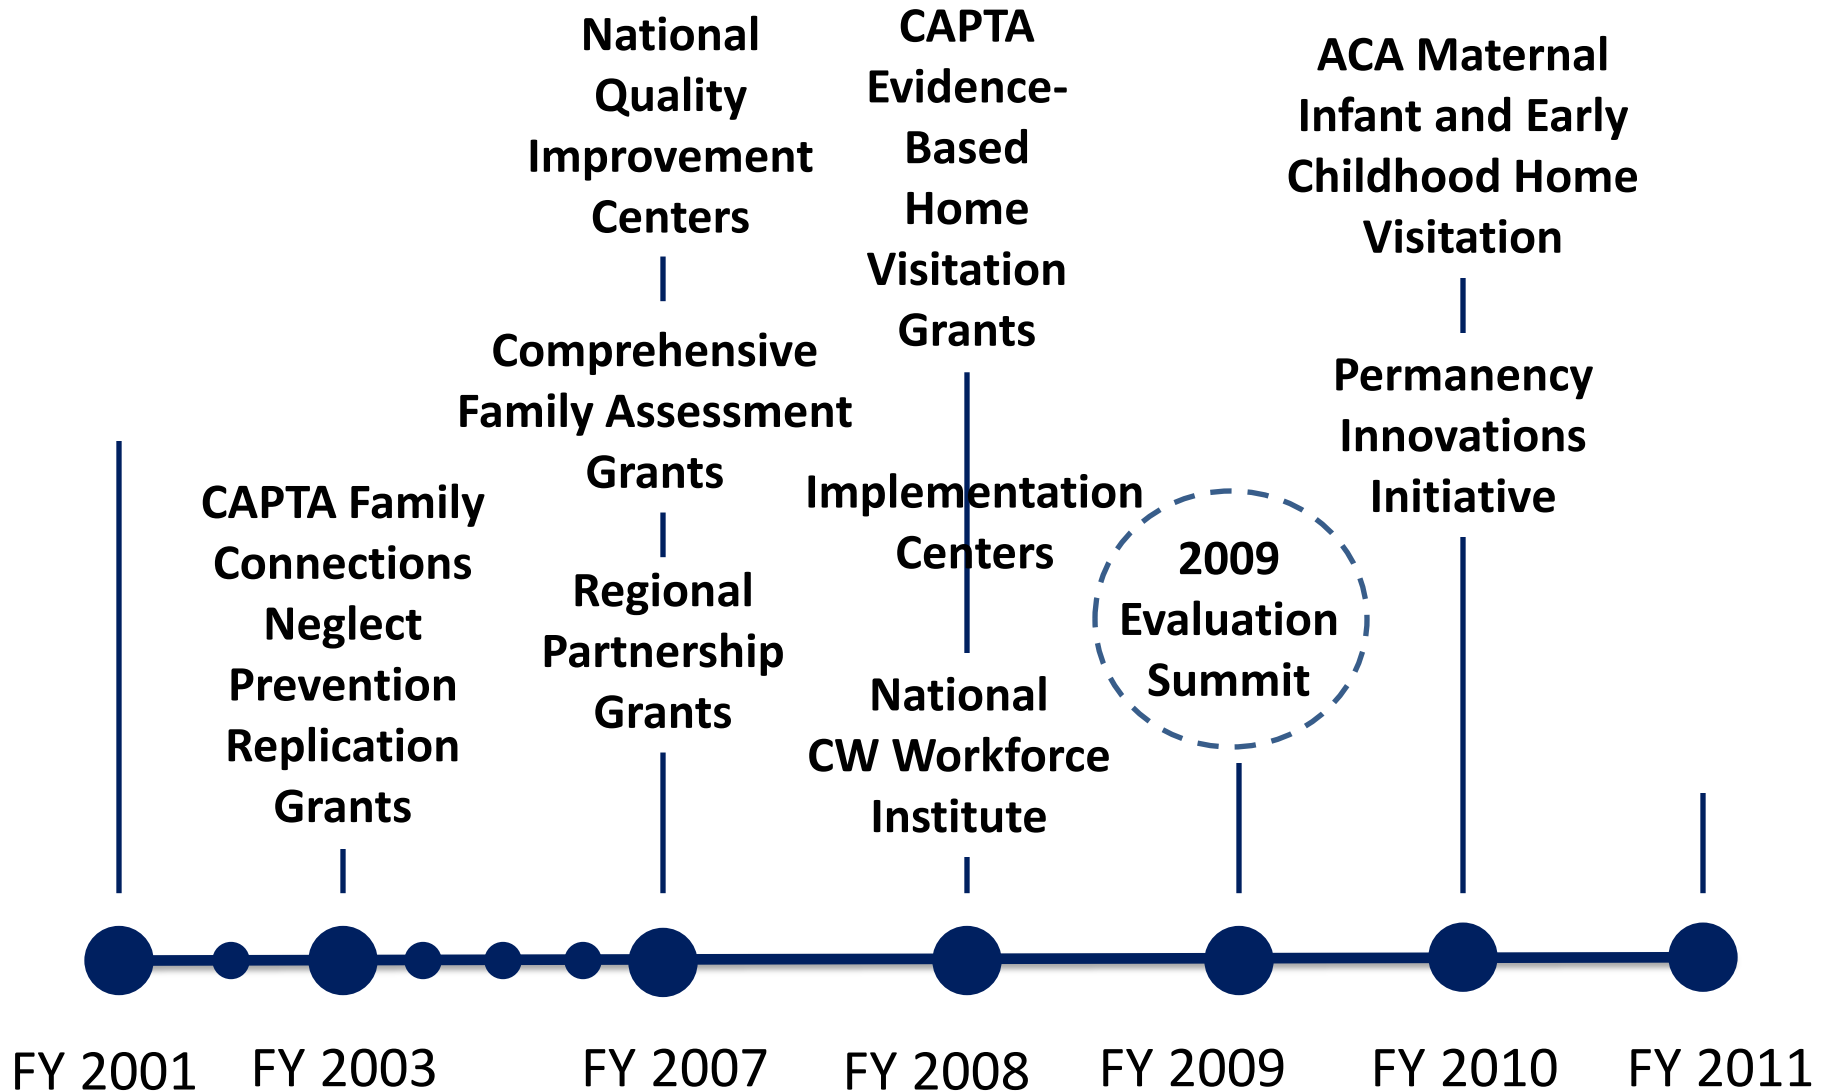 National
Quality
Improvement
Centers
CAPTA
Evidence-
Based
Home
Visitation
Grants
ACA Maternal
Infant and Early
Childhood Home
Visitation
Comprehensive
Family Assessment
Grants
Permanency
Innovations
Initiative
CAPTA Family
Connections
Neglect
Prevention
Replication
Grants
Regional
Partnership
Grants
Implementation
Centers
National
CW Workforce
Institute
2009
Evaluation
Summit
FY 2001
FY 2003
FY 2007
FY 2008
FY 2009
FY 2010
FY 2011